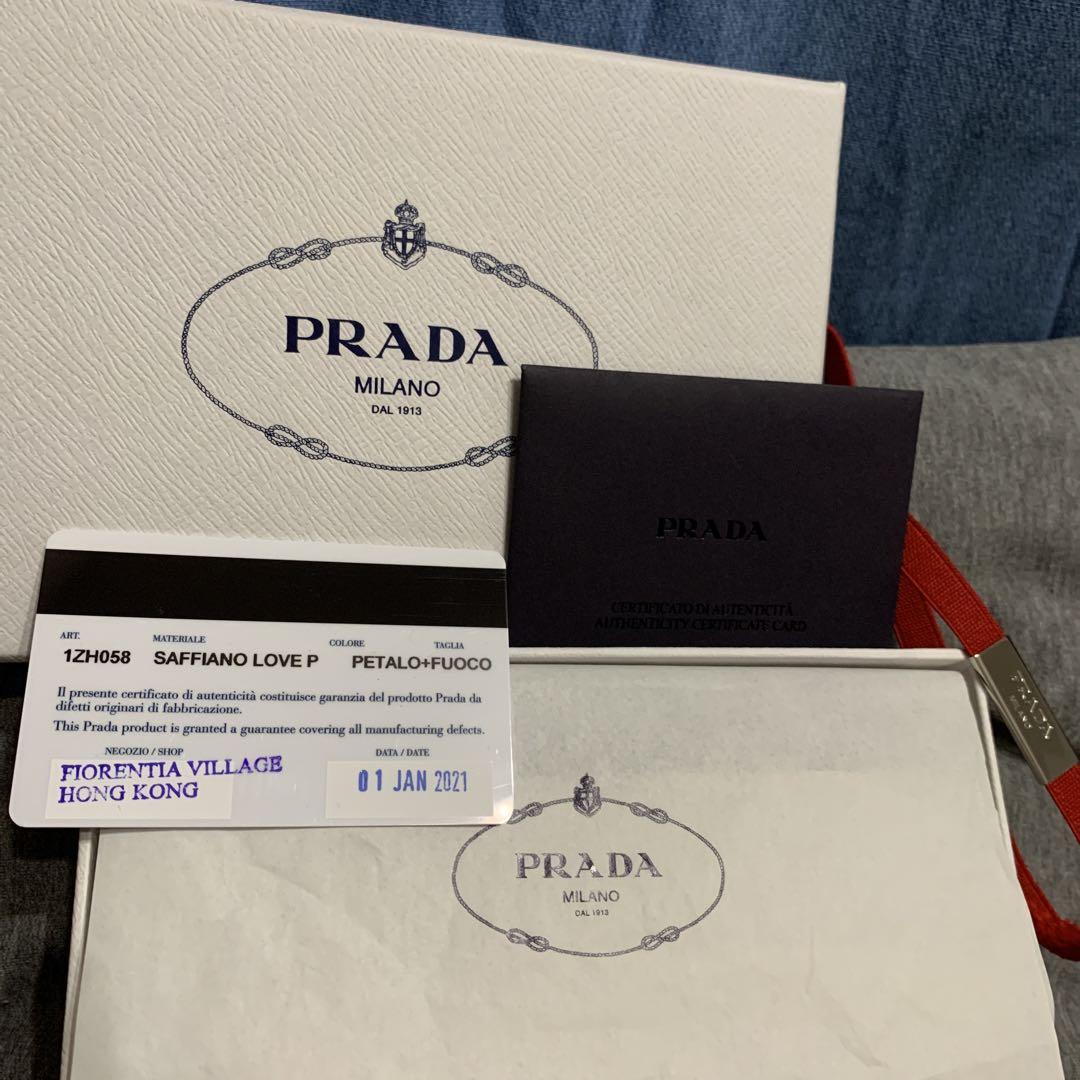 PRADA
MILANO
DAL 1913
PRADA
CERTIFICATO DI AUTENTICITÀ
AUTHENTICITY CERTIFICATE CARD
ART. MATERIALE COLORE TAGLIA
1ZH058 SAFFIANO LOVE P PETALO+FUOCO
Il presente certificato di autenticità costituisce garanzia del prodotto Prada da
difetti originari di fabbricazione.
This Prada product is granted a guarantee covering all manufacturing defects.
NEGOZIO / SHOP DATA / DATE
FIORENTIA VILLAGE
HONG KONG
01 JAN 2021
PRADA
MILANO
PRADA
MILANO
DAL 1913